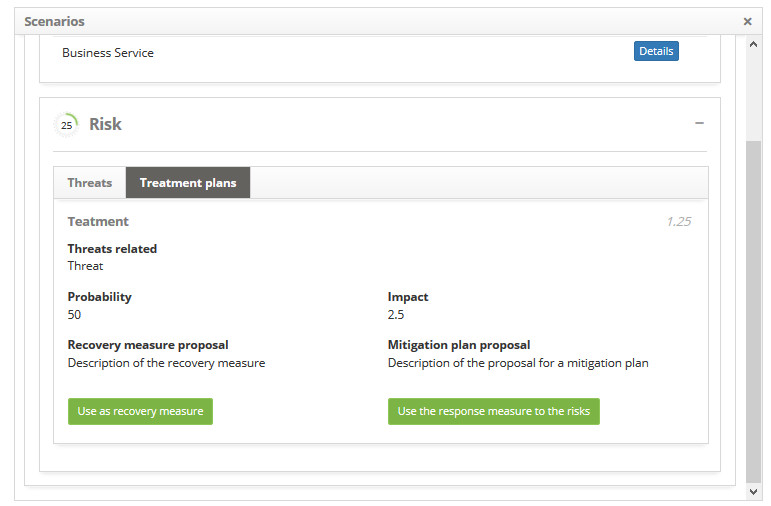 Scenarios ×
Business Service Details
25 Risk −
Threats Treatment plans
Teatment 1.25
Threats related
Threat
Probability Impact
50 2.5
Recovery measure proposal Mitigation plan proposal
Description of the recovery measure Description of the proposal for a mitigation plan
Use as recovery measure Use the response measure to the risks